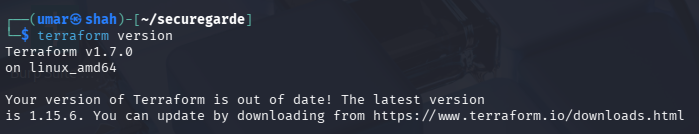 ┌──(umar㉿shah)-[~/securegarde]
└─$ terraform version
Terraform v1.7.0
on linux_amd64

Your version of Terraform is out of date! The latest version
is 1.15.6. You can update by downloading from https://www.terraform.io/downloads.html